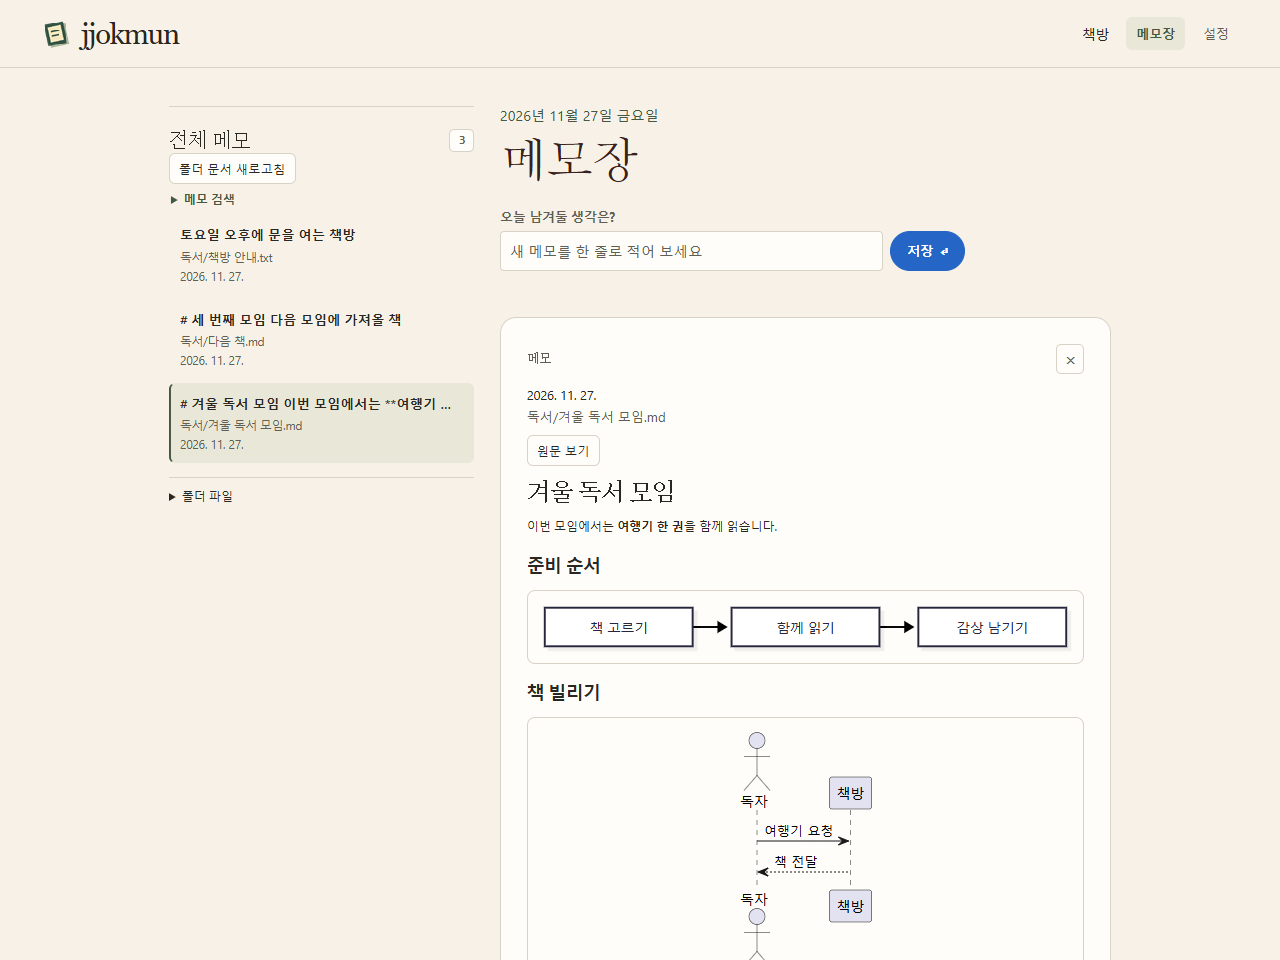 jjokmun
책방
메모장
설정
전체 메모
3
폴더 문서 새로고침
▶ 메모 검색
토요일 오후에 문을 여는 책방
독서/책방 안내.txt
2026. 11. 27.
# 세 번째 모임 다음 모임에 가져올 책
독서/다음 책.md
2026. 11. 27.
# 겨울 독서 모임 이번 모임에서는 **여행기 ...
독서/겨울 독서 모임.md
2026. 11. 27.
▶ 폴더 파일
2026년 11월 27일 금요일
메모장
오늘 남겨둘 생각은?
새 메모를 한 줄로 적어 보세요
저장 ⏎
메모
×
2026. 11. 27.
독서/겨울 독서 모임.md
원문 보기
겨울 독서 모임
이번 모임에서는 여행기 한 권을 함께 읽습니다.
준비 순서
책 고르기
함께 읽기
감상 남기기
책 빌리기
독자
책방
여행기 요청
책 전달
독자
책방